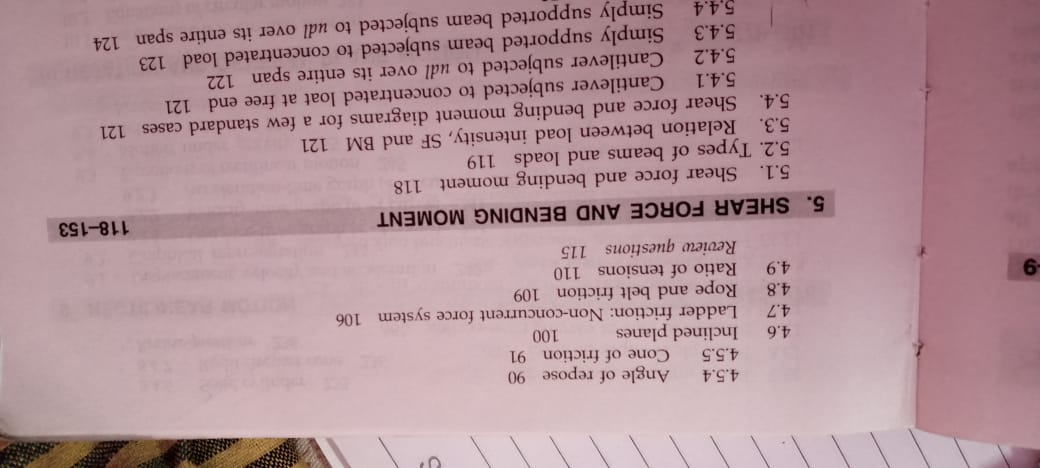 4.5.4 Angle of repose 90
4.5.5 Cone of friction 91
4.6 Inclined planes 100
4.7 Ladder friction: Non-concurrent force system 106
4.8 Rope and belt friction 109
4.9 Ratio of tensions 110
Review questions 115
5. SHEAR FORCE AND BENDING MOMENT 118–153
5.1. Shear force and bending moment 118
5.2. Types of beams and loads 119
5.3. Relation between load intensity, SF and BM 121
5.4. Shear force and bending moment diagrams for a few standard cases 121
5.4.1 Cantilever subjected to concentrated loat at free end 121
5.4.2 Cantilever subjected to udl over its entire span 122
5.4.3 Simply supported beam subjected to concentrated load 123
5.4.4 Simply supported beam subjected to udl over its entire span 124